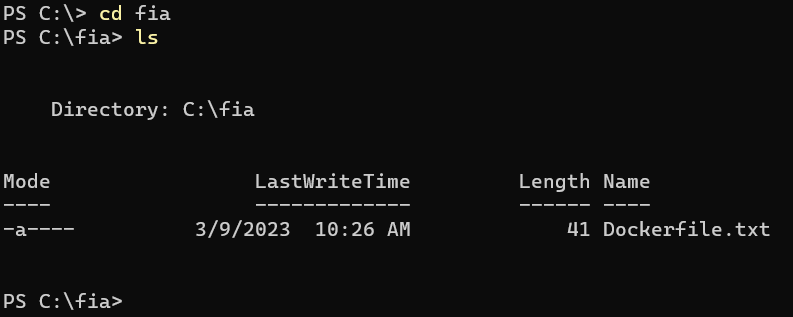 PS C:\> cd fia
PS C:\fia> ls
Directory: C:\fia
Mode LastWriteTime Length Name
---- ------------- ------ ----
-a---- 3/9/2023 10:26 AM 41 Dockerfile.txt
PS C:\fia>